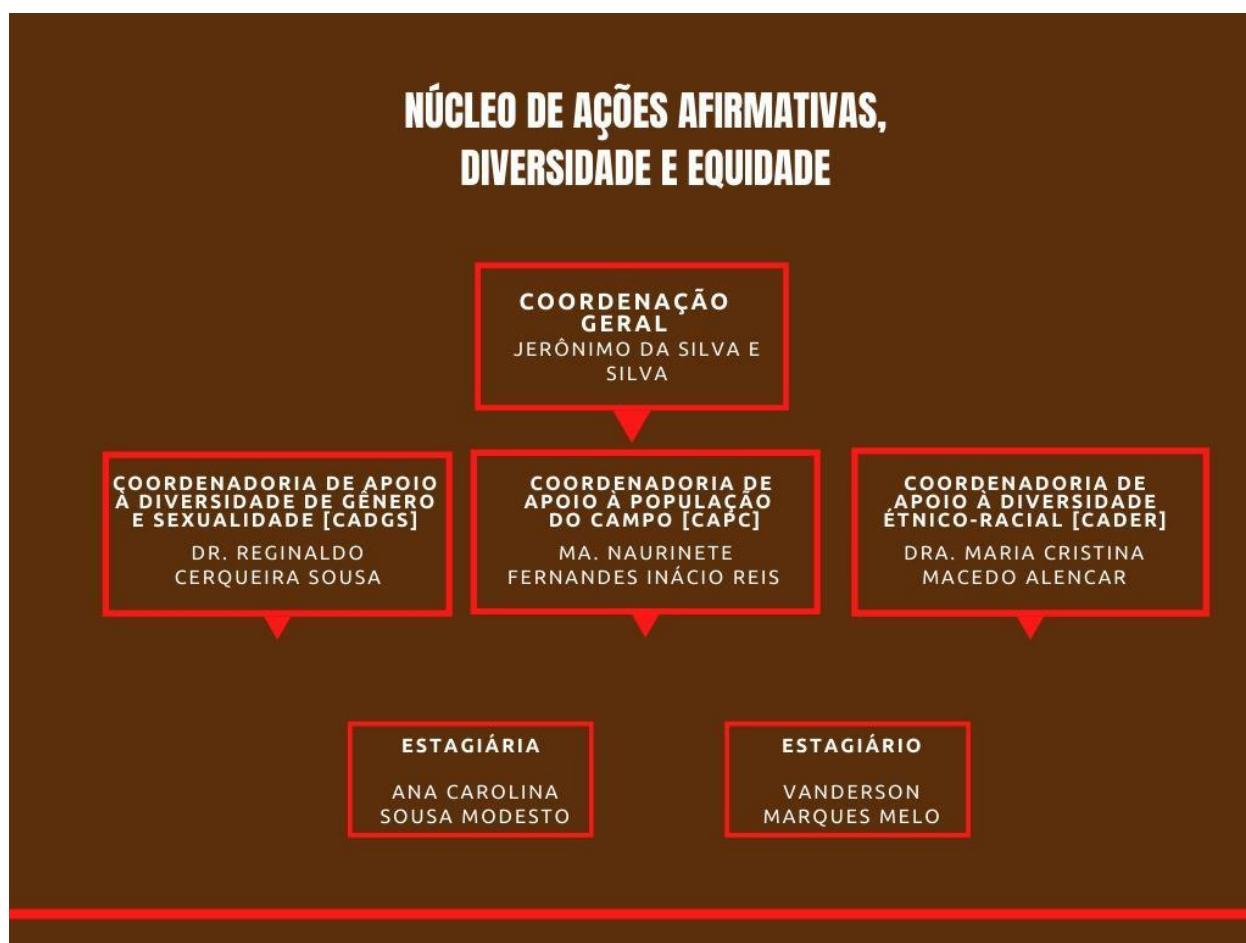 NÚCLEO DE AÇÕES AFIRMATIVAS,
DIVERSIDADE E EQUIDADE
COORDENAÇÃO
GERAL
JERÔNIMO DA SILVA E
SILVA
COORDENADORIA DE APOIO
À DIVERSIDADE DE GÊNERO
E SEXUALIDADE [CADGS]
DR. REGINALDO
CERQUEIRA SOUSA
COORDENADORIA DE
APOIO À POPULAÇÃO
DO CAMPO [CAPC]
MA. NAURINETE
FERNANDES INÁCIO REIS
COORDENADORIA DE
APOIO À DIVERSIDADE
ÉTNICO-RACIAL [CADER]
DRA. MARIA CRISTINA
MACEDO ALENCAR
ESTAGIÁRIA
ANA CAROLINA
SOUSA MODESTO
ESTAGIÁRIO
VANDERSON
MARQUES MELO